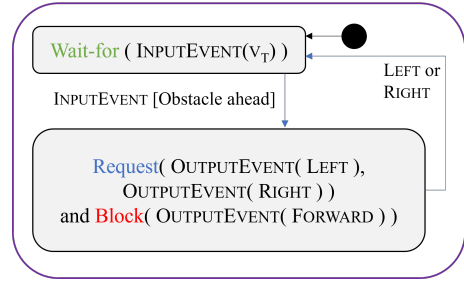 Wait-for ( INPUTEVENT(VT) )
LEFT or
RIGHT
INPUTEVENT [Obstacle ahead]
Request( OUTPUTEVENT( LEFT ),
OUTPUTEVENT( RIGHT ) )
and Block( OUTPUTEVENT( FORWARD ) )